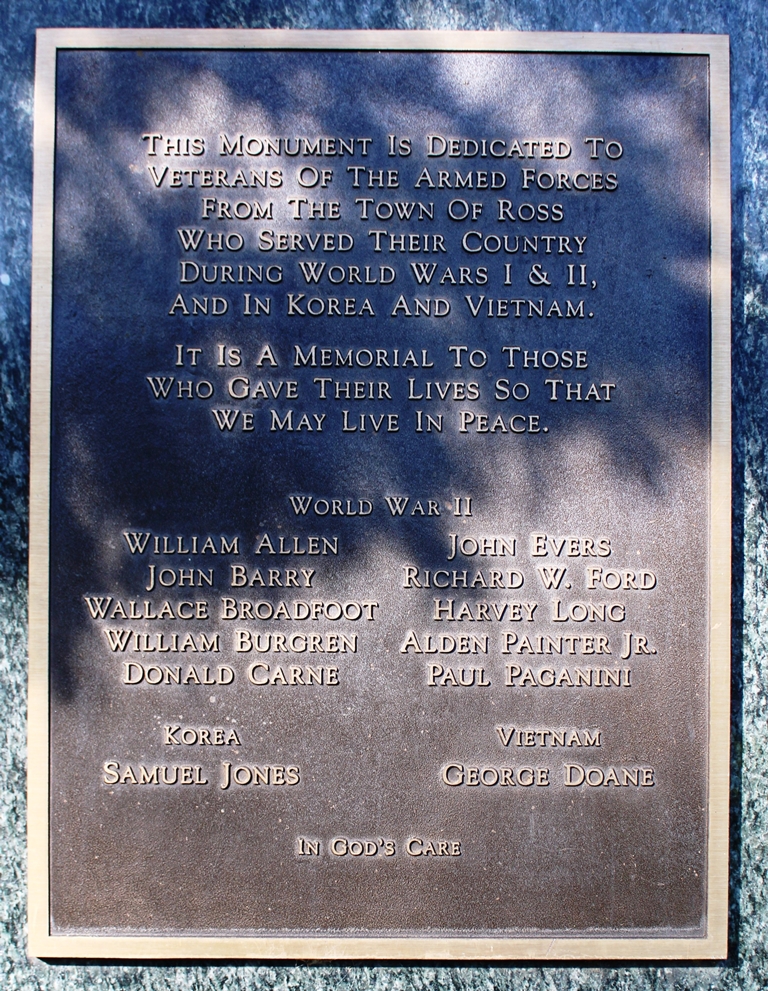 This Monument Is Dedicated To
Veterans Of The Armed Forces
From The Town Of Ross
Who Served Their Country
During World Wars I & II,
And In Korea And Vietnam.
It Is A Memorial To Those
Who Gave Their Lives So That
We May Live In Peace.
World War II
William Allen John Evers
John Barry Richard W. Ford
Wallace Broadfoot Harvey Long
William Burgren Alden Painter Jr.
Donald Carne Paul Paganini
Korea Vietnam
Samuel Jones George Doane
In God's Care